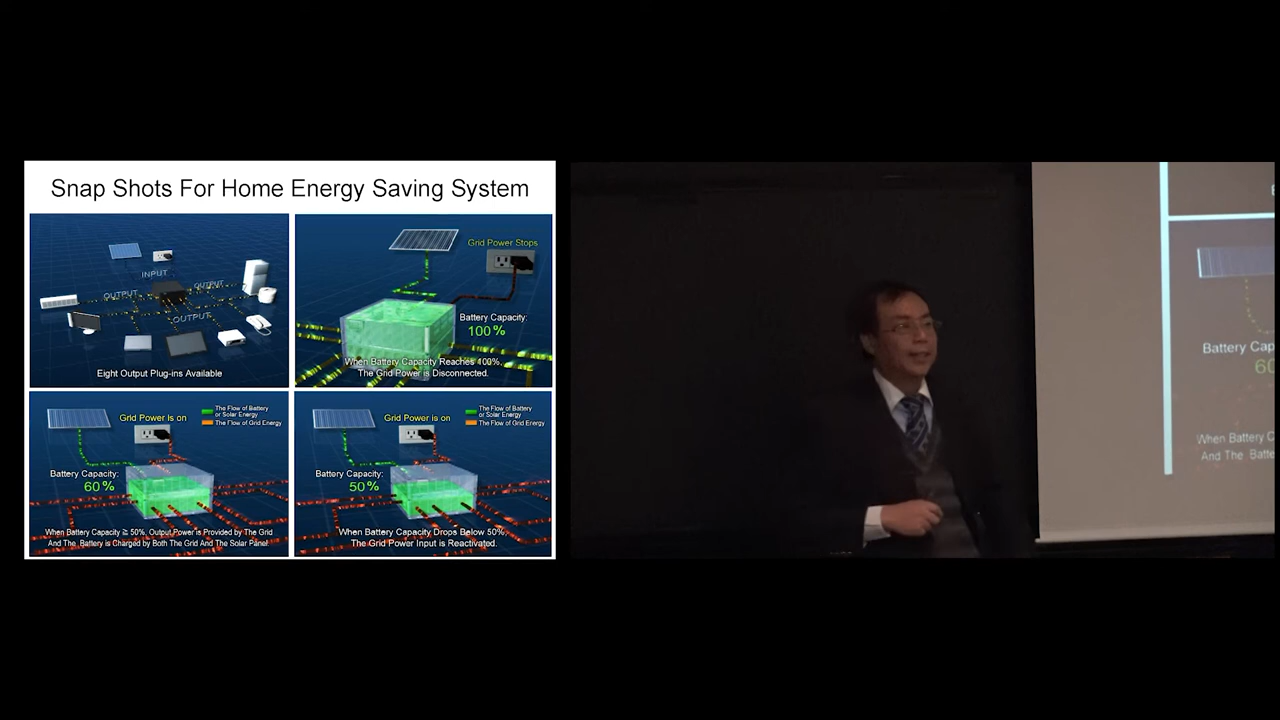 Snap Shots For Home Energy Saving System
INPUT
OUTPUT
OUTPUT
OUTPUT
Eight Output Plug-ins Available
Grid Power Stops
Battery Capacity:
100%
When Battery Capacity Reaches 100%,
The Grid Power is Disconnected.
Grid Power Is on
The Flow of Battery
or Solar Energy
The Flow of Grid Energy
Battery Capacity:
60%
When Battery Capacity ≧ 50%, Output Power is Provided by The Grid
And The Battery is Charged by Both The Grid And The Solar Panel.
Grid Power is on
The Flow of Battery
or Solar Energy
The Flow of Grid Energy
Battery Capacity:
50%
When Battery Capacity Drops Below 50%,
The Grid Power Input is Reactivated.
Battery Cap
60
When Battery C
And The Batte